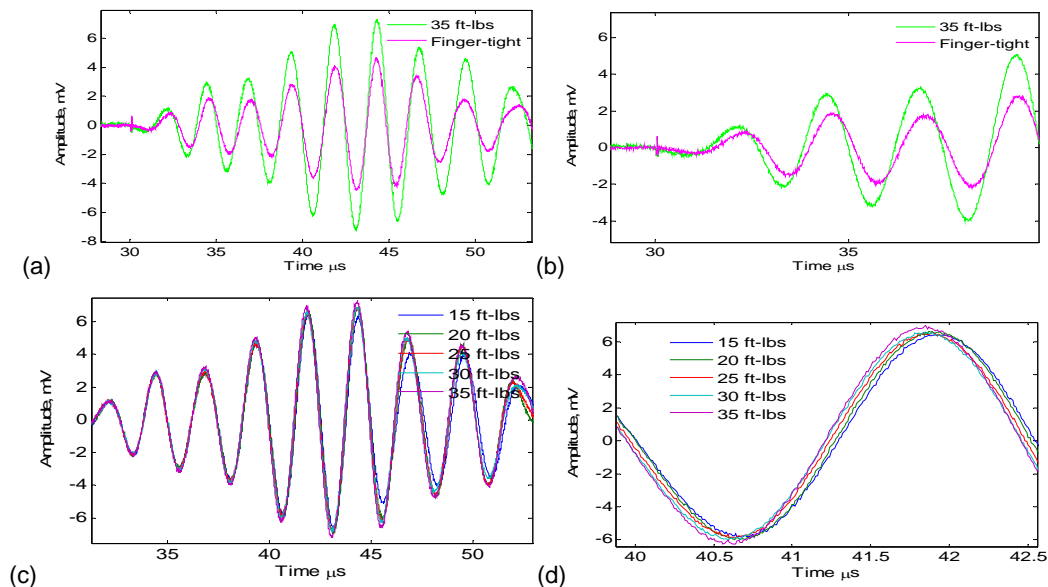 35 ft-lbs
Finger-tight
6
4
2
0
-2
-4
-6
-8
Amplitude, mV
30
35
40
45
50
Time μs
(a)
35 ft-lbs
Finger-tight
6
4
2
0
-2
-4
Amplitude, mV
30
35
Time μs
(b)
15 ft-lbs
20 ft-lbs
25 ft-lbs
30 ft-lbs
35 ft-lbs
6
4
2
0
-2
-4
-6
Amplitude, mV
35
40
45
50
Time μs
(c)
15 ft-lbs
20 ft-lbs
25 ft-lbs
30 ft-lbs
35 ft-lbs
6
4
2
0
-2
-4
-6
Amplitude, mV
40
40.5
41
41.5
42
42.5
Time μs
(d)